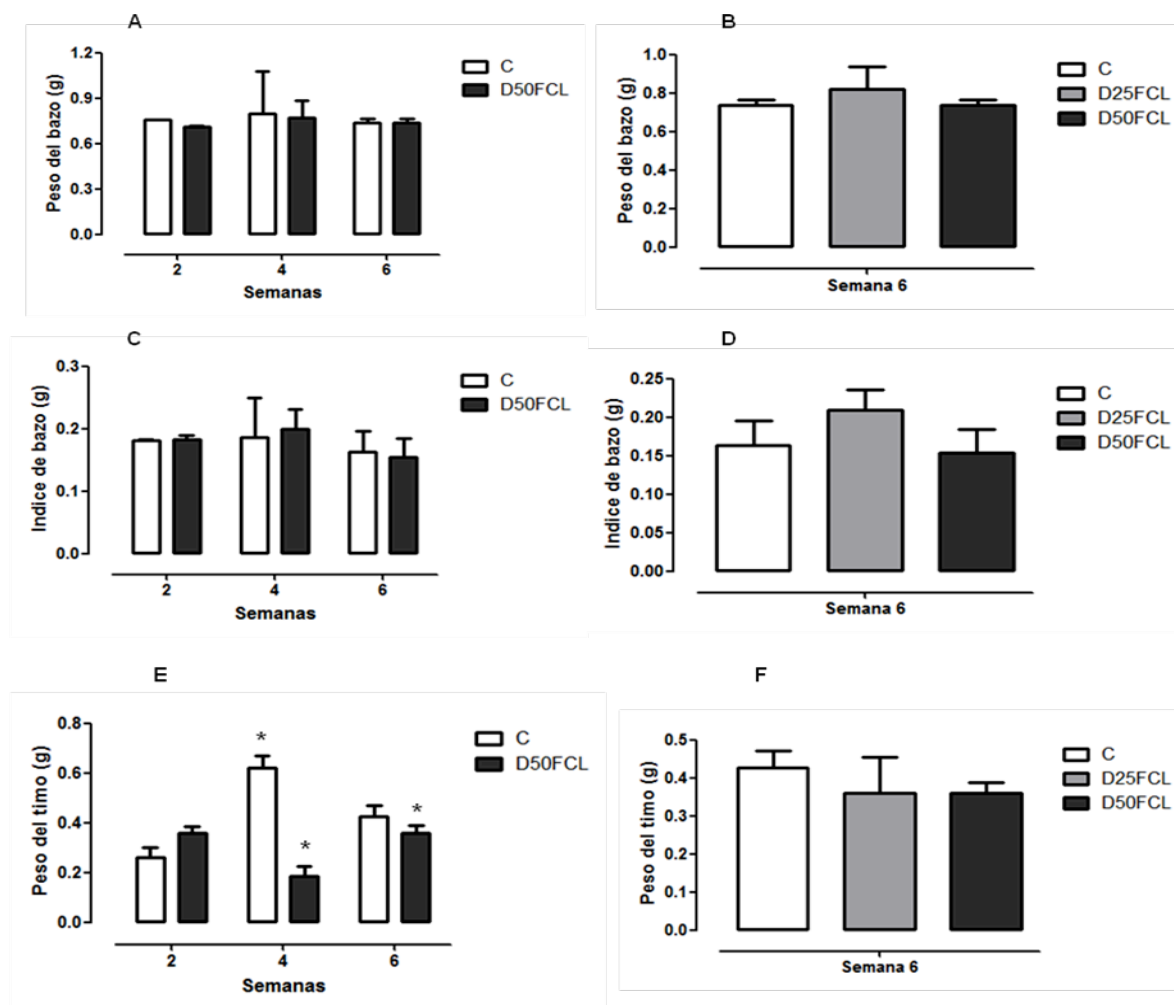 A
Peso del bazo (g)
1.2
0.9
0.6
0.3
0.0
2 4 6
Semanas
C
D50FCL
B
Peso del bazo (g)
1.0
0.8
0.6
0.4
0.2
0.0
Semana 6
C
D25FCL
D50FCL
C
Indice de bazo (g)
0.3
0.2
0.1
0.0
2 4 6
Semanas
C
D50FCL
D
Indice de bazo (g)
0.25
0.20
0.15
0.10
0.05
0.00
Semana 6
C
D25FCL
D50FCL
E
Peso del timo (g)
0.8
0.6
0.4
0.2
0.0
* * *
2 4 6
Semanas
C
D50FCL
F
Peso del timo (g)
0.5
0.4
0.3
0.2
0.1
0.0
Semana 6
C
D25FCL
D50FCL